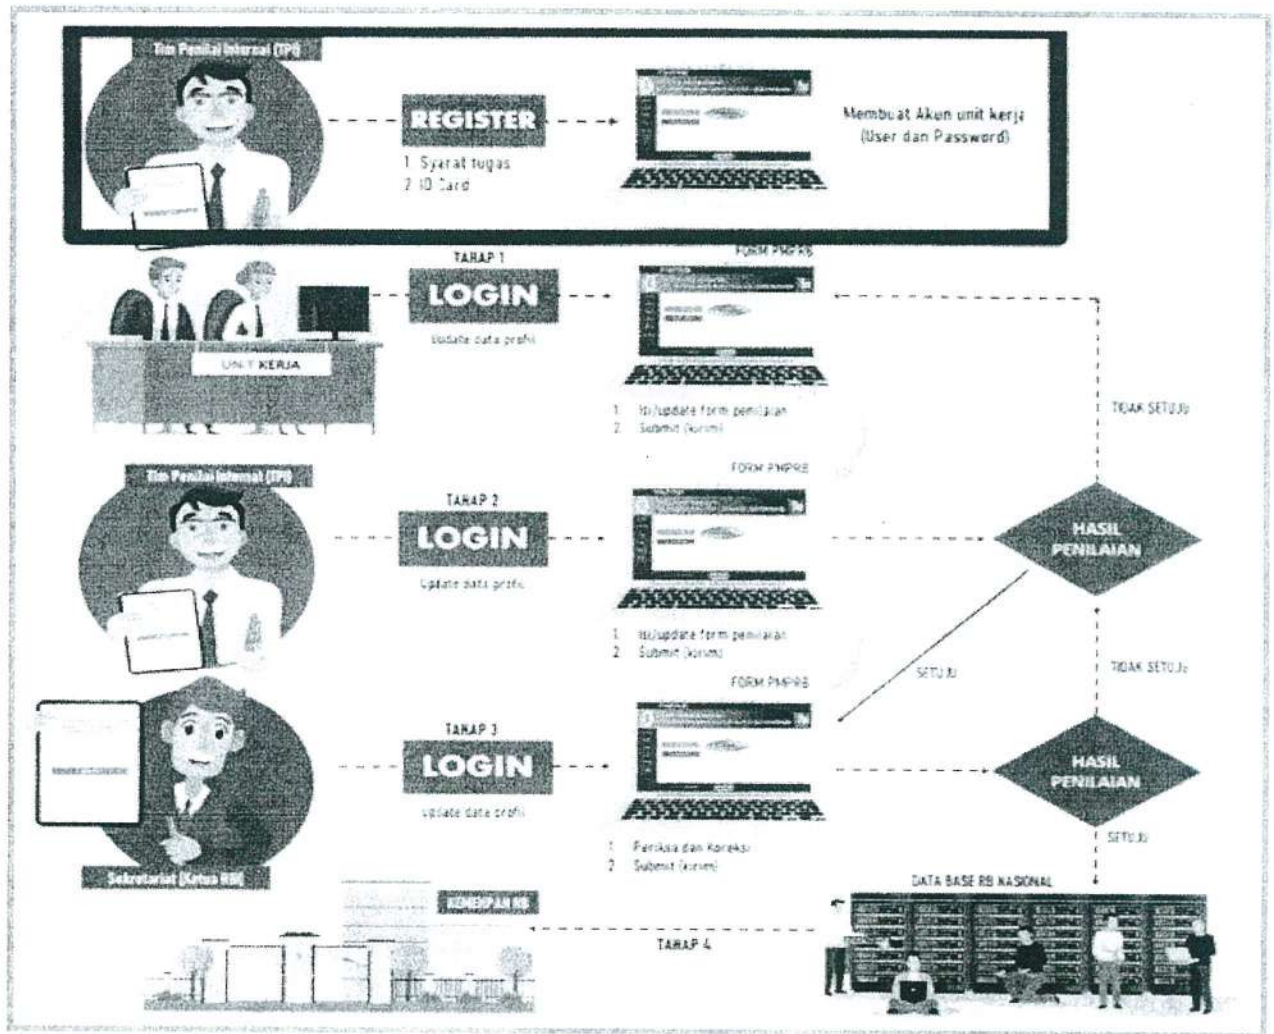 Tim Penilai Internal (TPI)
REGISTER
1 Syarat tugas
2 ID Card
Membuat Akun unit kerja
(User dan Password)
TAHAP 1
LOGIN
Update data profil
UNIT KERJA
FORM PMPRB
1 Isi/update form penilaian
2 Submit (kirim)
TIDAK SETUJU
Tim Penilai Internal (TPI)
TAHAP 2
LOGIN
Update data profil
FORM PMPRB
1 Isi/update form penilaian
2 Submit (kirim)
HASIL
PENILAIAN
SETUJU
TIDAK SETUJU
TAHAP 3
LOGIN
Update data profil
Sekretariat (Ketua RBI)
FORM PMPRB
1 Periksa dan Koreksi
2 Submit (kirim)
HASIL
PENILAIAN
SETUJU
DATA BASE RB NASIONAL
KEMENPAN RB
TAHAP 4